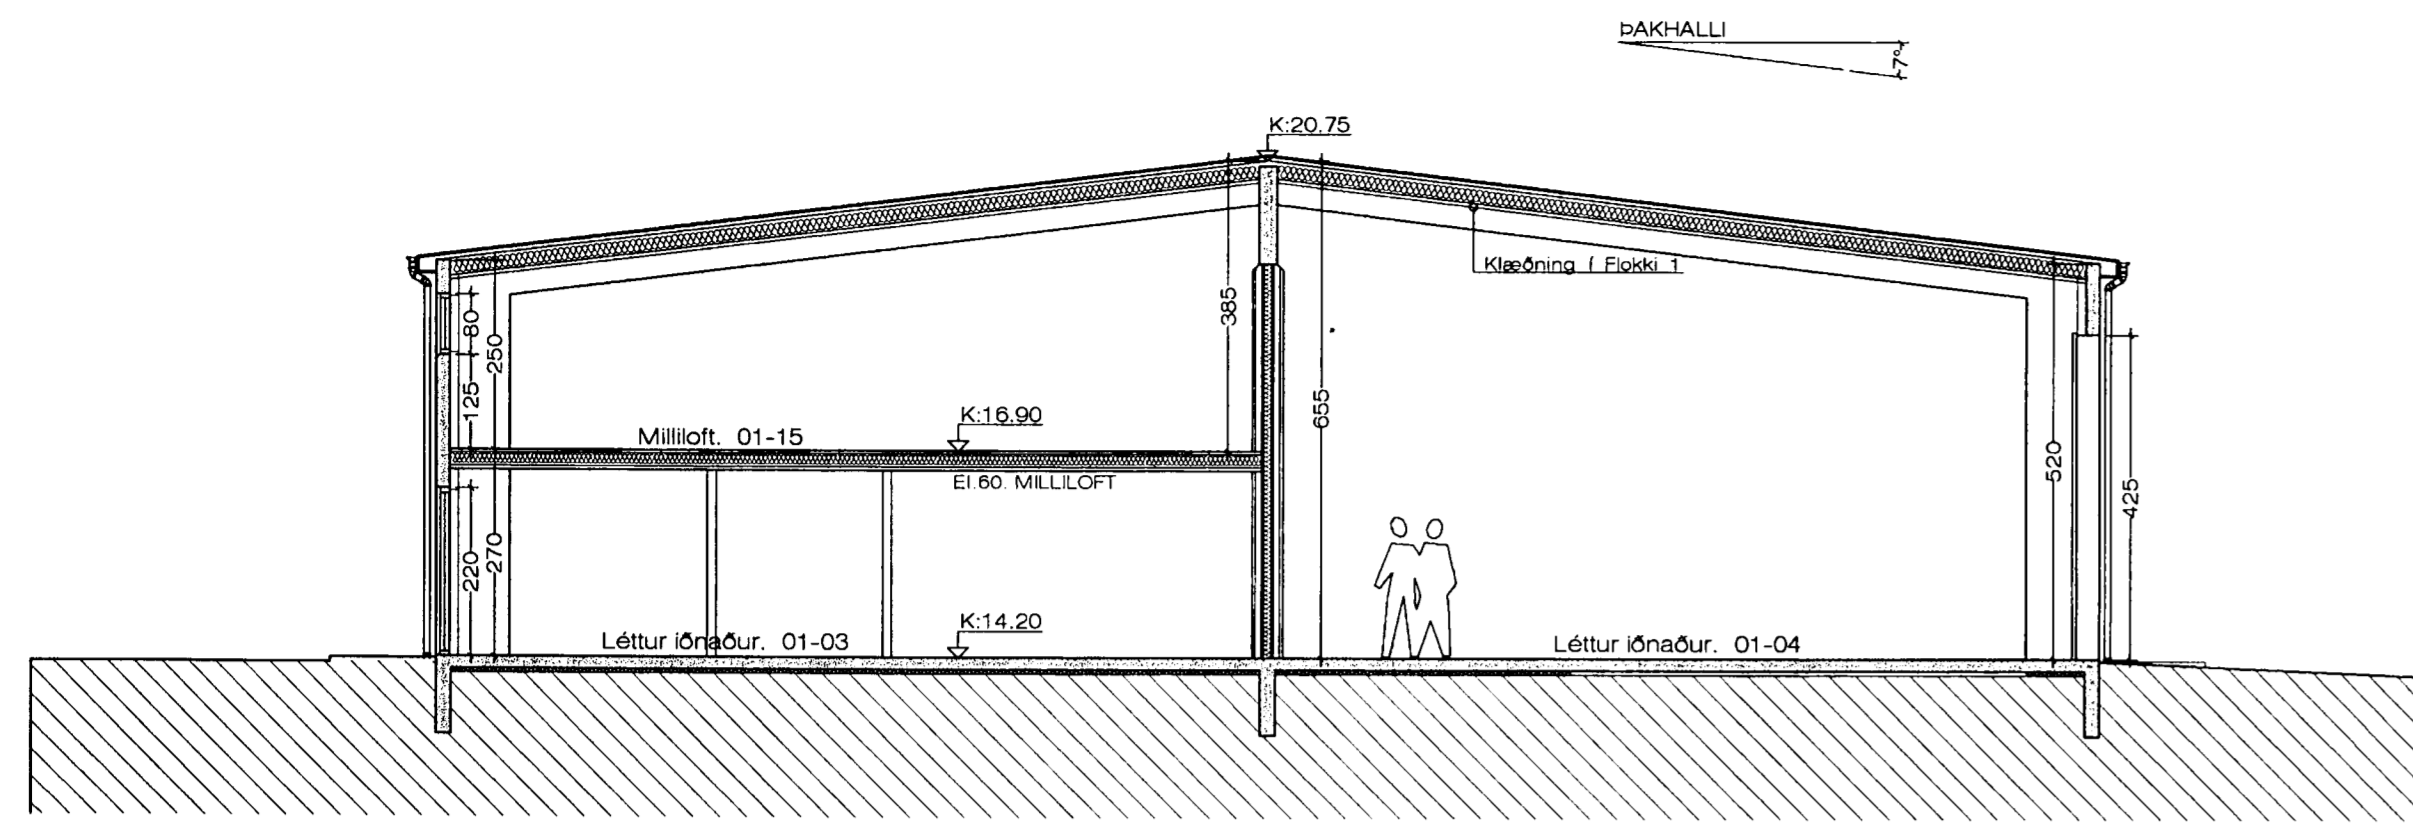 ÞAKHALLI
7°
K:20.75
Klæðning í Flokki 1
80
250
385
125
655
K:16.90
Milliloft. 01-15
EI.60. MILLILOFT
520
425
220
270
K:14.20
Léttur iðnaður. 01-03
Léttur iðnaður. 01-04